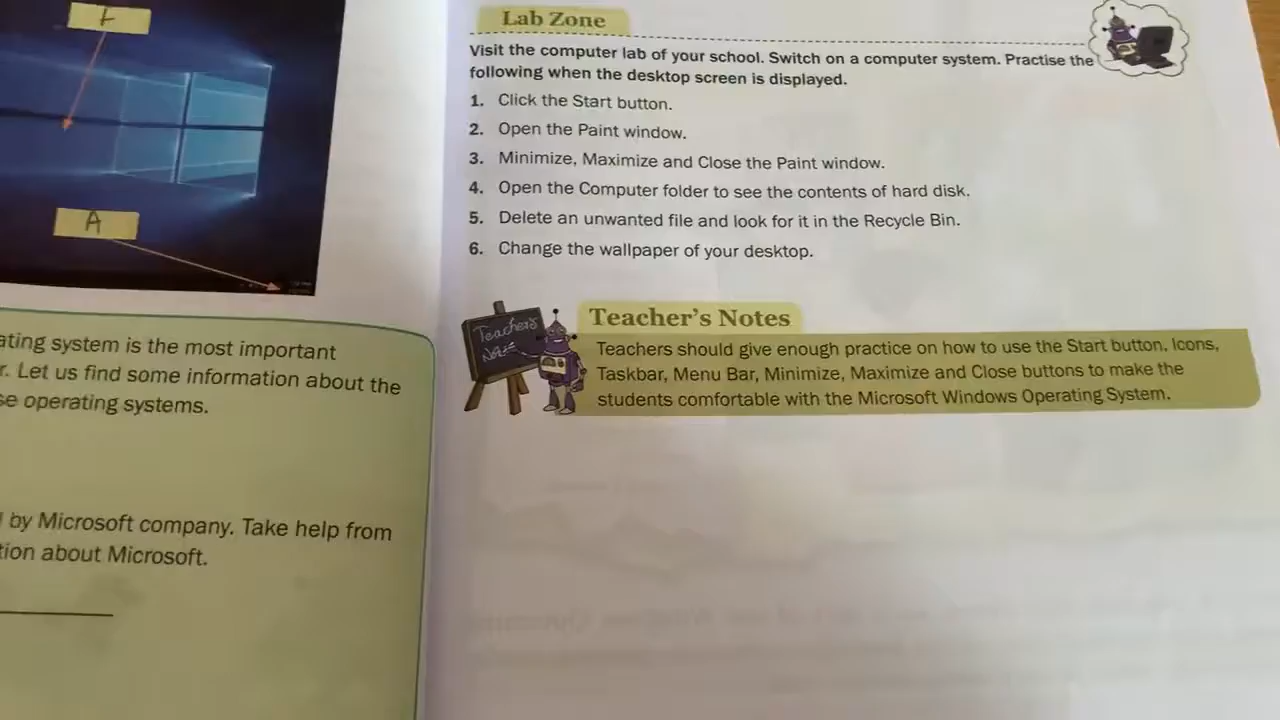 A
ating system is the most important
r. Let us find some information about the
se operating systems.
by Microsoft company. Take help from
tion about Microsoft.
Lab Zone
Visit the computer lab of your school. Switch on a computer system. Practise the
following when the desktop screen is displayed.
1. Click the Start button.
2. Open the Paint window.
3. Minimize, Maximize and Close the Paint window.
4. Open the Computer folder to see the contents of hard disk.
5. Delete an unwanted file and look for it in the Recycle Bin.
6. Change the wallpaper of your desktop.
Teachers
Note
Teacher's Notes
Teachers should give enough practice on how to use the Start button, Icons,
Taskbar, Menu Bar, Minimize, Maximize and Close buttons to make the
students comfortable with the Microsoft Windows Operating System.